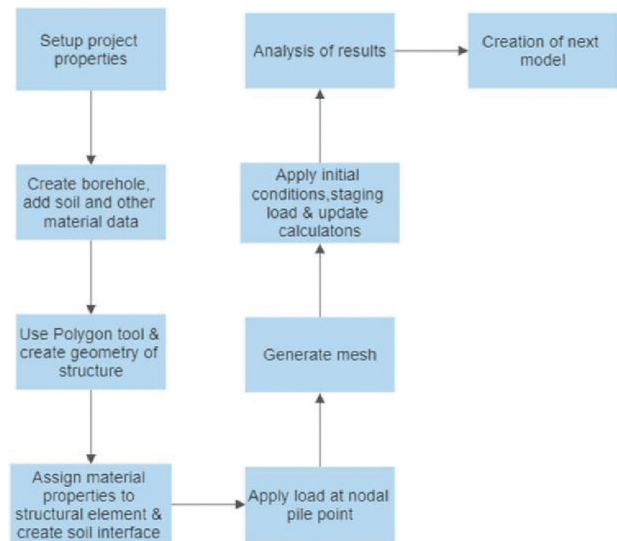 Setup project
properties
Create borehole,
add soil and other
material data
Use Polygon tool &
create geometry of
structure
Assign material
properties to
structural element &
create soil interface
Apply load at nodal
pile point
Generate mesh
Apply initial
conditions,staging
load & update
calculatons
Analysis of results
Creation of next
model